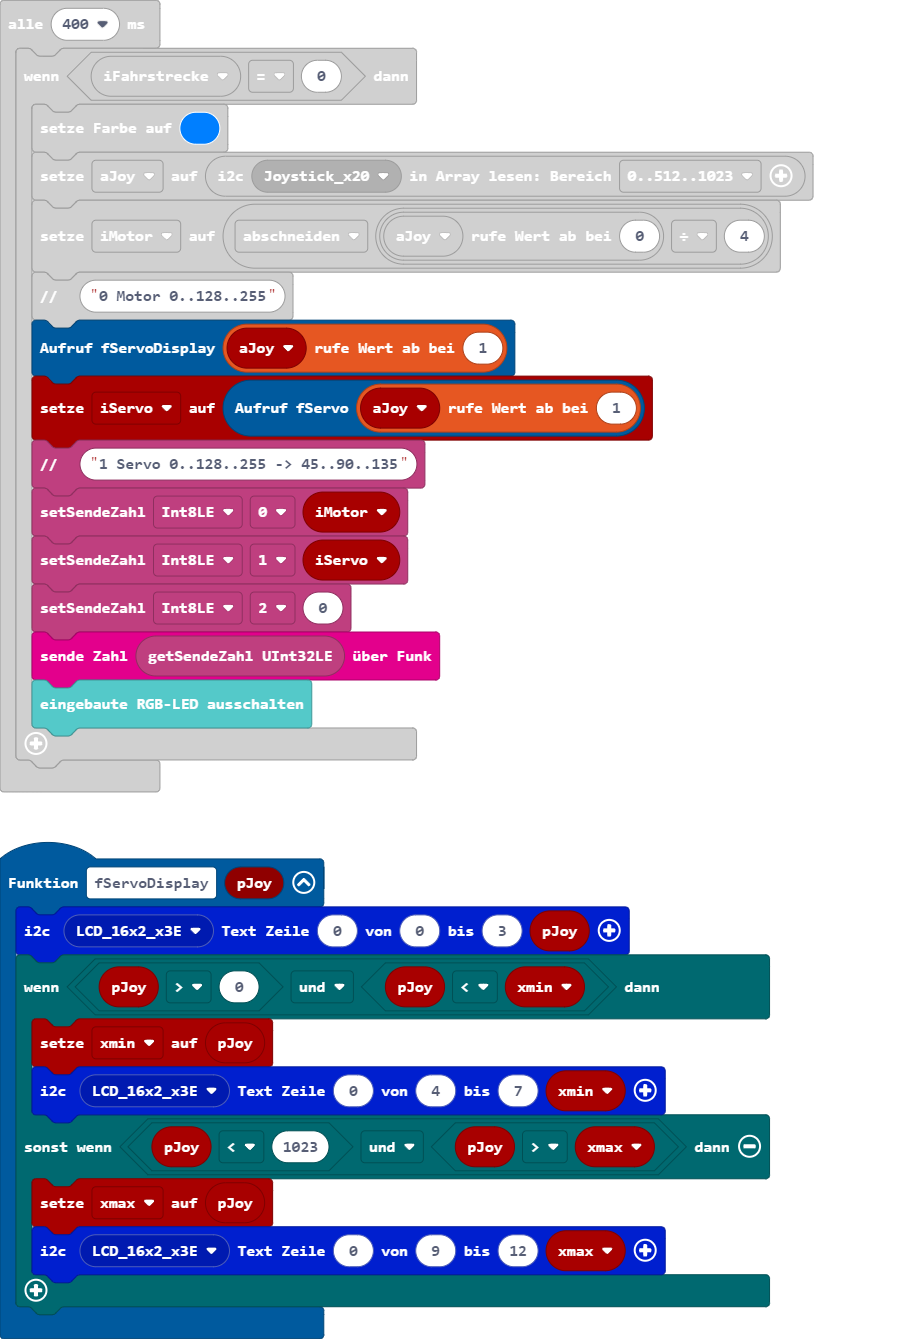 alle 400 ms
wenn iFahrstrecke = 0 dann
setze Farbe auf
setze aJoy auf i2c Joystick_x20 in Array lesen: Bereich 0..512..1023
setze iMotor auf abschneiden aJoy rufe Wert ab bei 0 ÷ 4
// "0 Motor 0..128..255"
Aufruf fServoDisplay aJoy rufe Wert ab bei 1
setze iServo auf Aufruf fServo aJoy rufe Wert ab bei 1
// "1 Servo 0..128..255 -> 45..90..135"
setSendeZahl Int8LE 0 iMotor
setSendeZahl Int8LE 1 iServo
setSendeZahl Int8LE 2 0
sende Zahl getSendeZahl UInt32LE über Funk
eingebaute RGB-LED ausschalten
Funktion fServoDisplay pJoy
i2c LCD_16x2_x3E Text Zeile 0 von 0 bis 3 pJoy
wenn pJoy > 0 und pJoy < xmin dann
setze xmin auf pJoy
i2c LCD_16x2_x3E Text Zeile 0 von 4 bis 7 xmin
sonst wenn pJoy < 1023 und pJoy > xmax dann
setze xmax auf pJoy
i2c LCD_16x2_x3E Text Zeile 0 von 9 bis 12 xmax